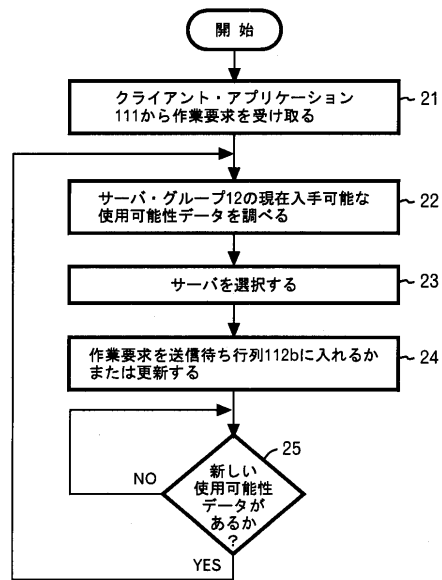 開 始
クライアント・アプリケーション
111から作業要求を受け取る
21
サーバ・グループ12の現在入手可能な
使用可能性データを調べる
22
サーバを選択する
23
作業要求を送信待ち行列112bに入れるか
または更新する
24
25
新しい
使用可能性
データが
あるか
?
NO
YES